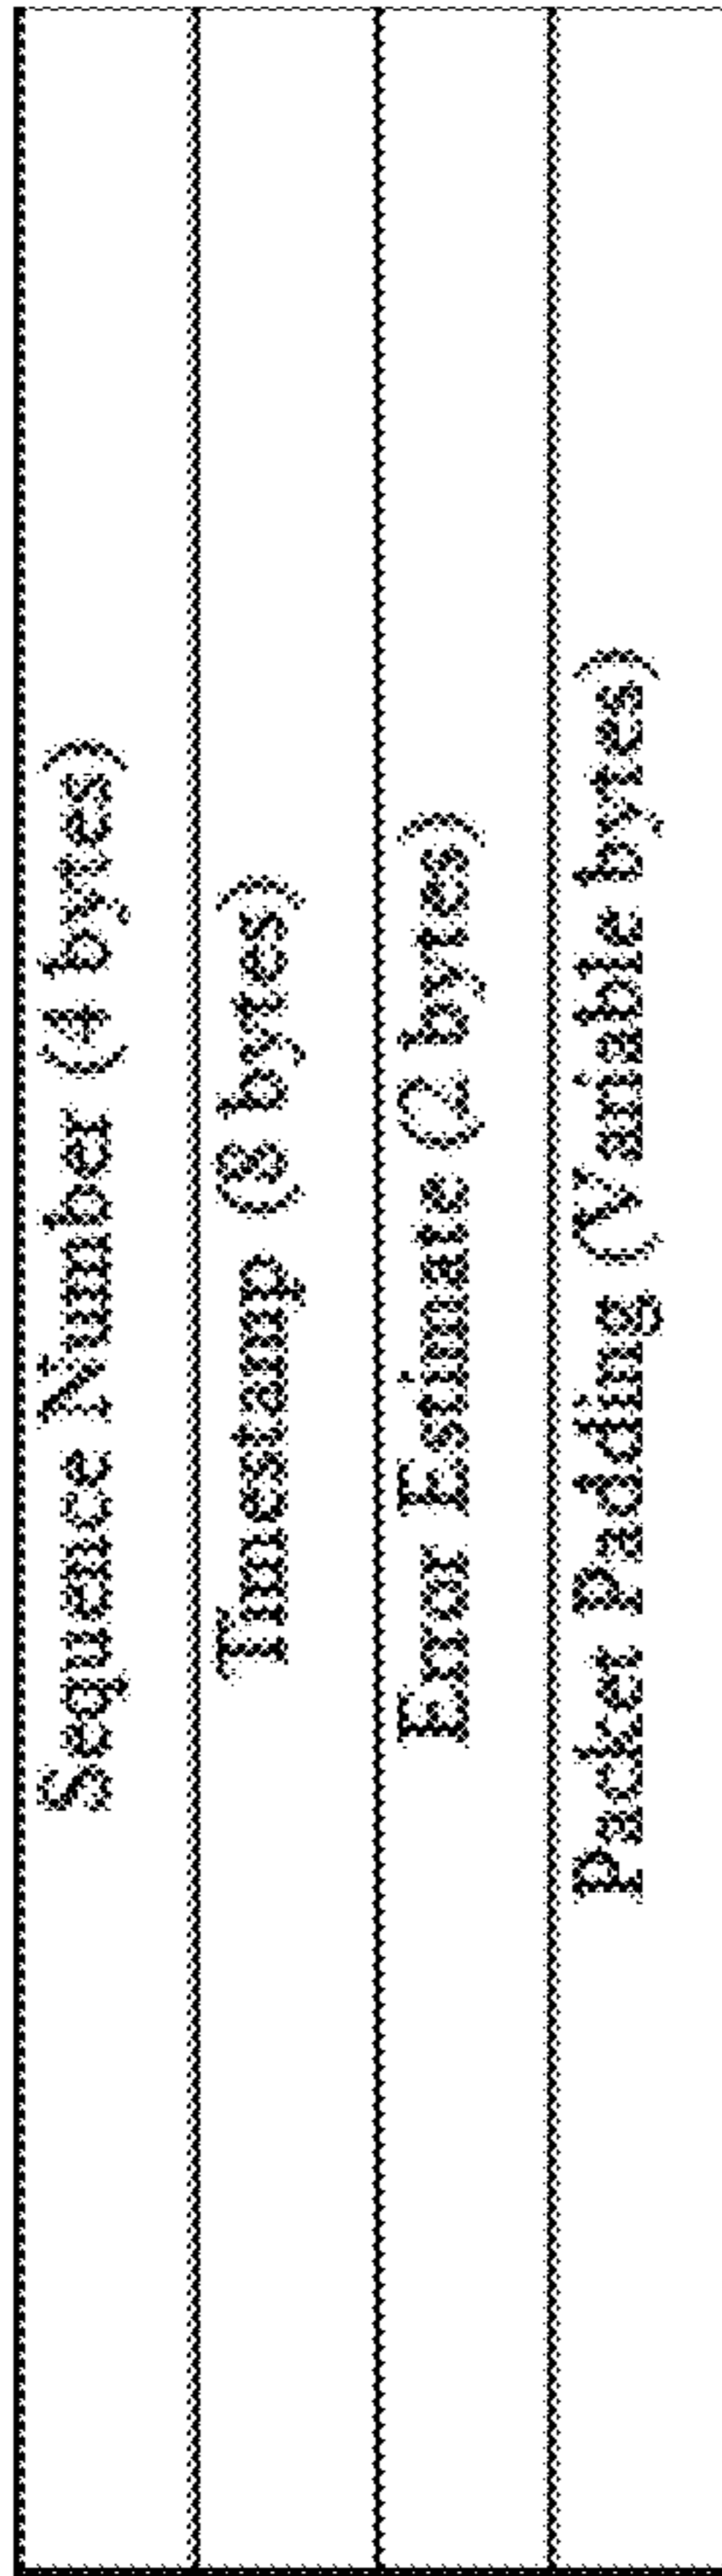 Sequence Number (4 bytes)
Timestamp (8 bytes)
Error Estimate (2 bytes)
Packet Padding (Variable bytes)